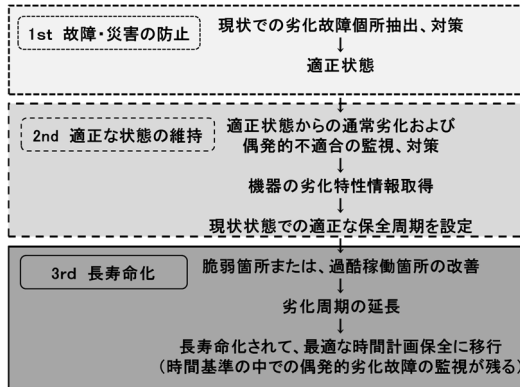 1st 故障・災害の防止
現状での劣化故障個所抽出、対策
↓
適正状態
↓
2nd 適正な状態の維持
適正状態からの通常劣化および
偶発的不適合の監視、対策
↓
機器の劣化特性情報取得
↓
現状状態での適正な保全周期を設定
↓
3rd 長寿命化
脆弱箇所または、過酷稼働箇所の改善
↓
劣化周期の延長
↓
長寿命化されて、最適な時間計画保全に移行
(時間基準の中での偶発的劣化故障の監視が残る)